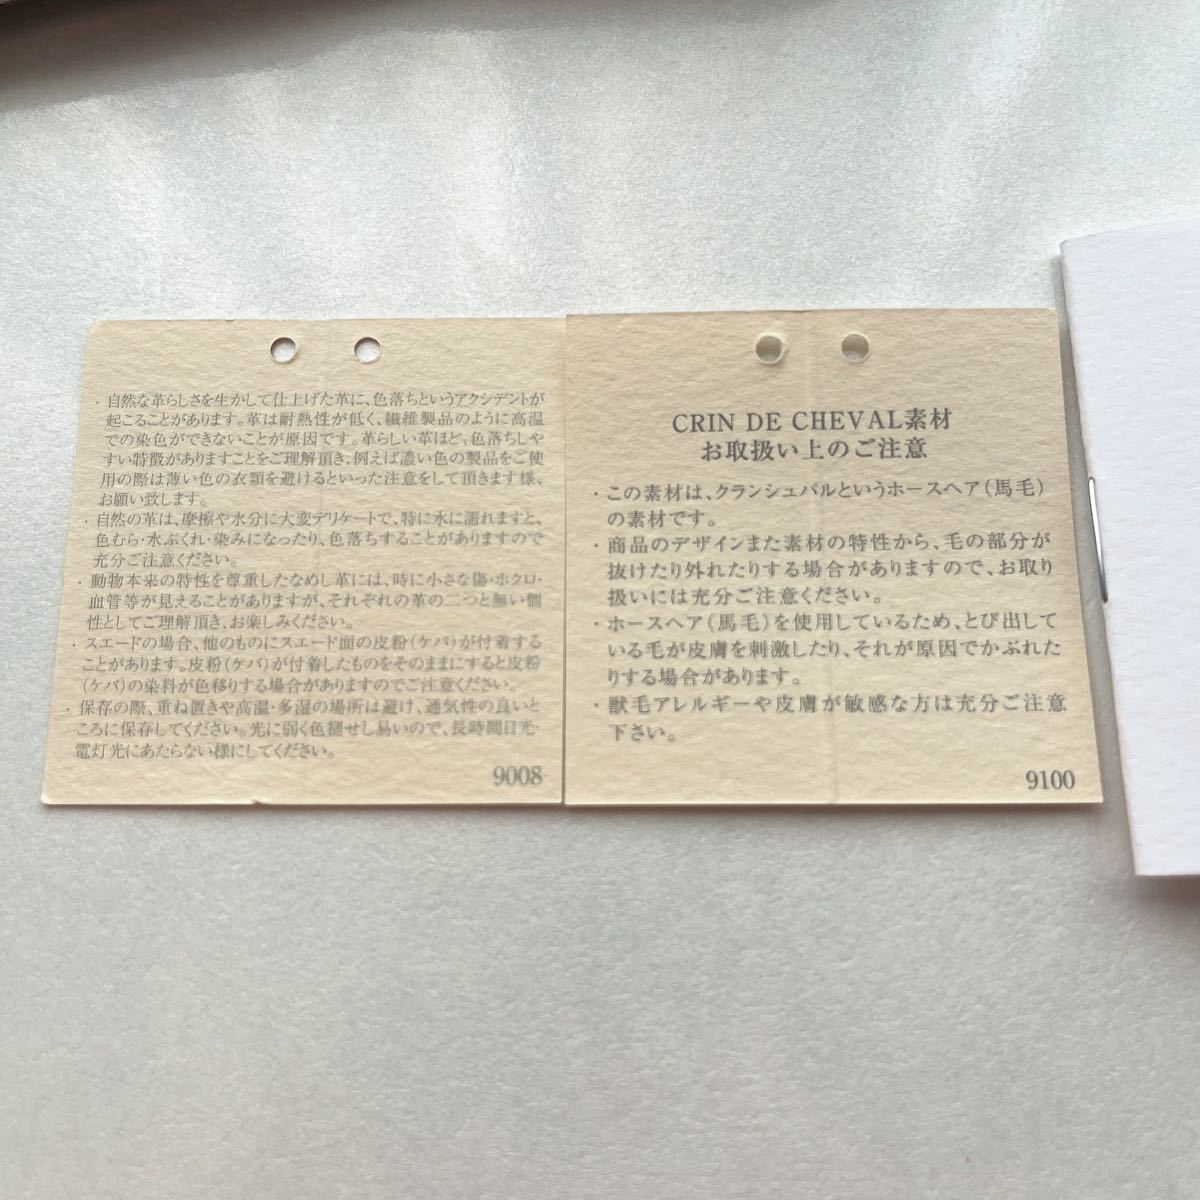 ・自然な革らしさを生かして仕上げた革に、色落ちというアクシデントが
起こることがあります。革は耐熱性が低く、繊維製品のように高温
での染色ができないことが原因です。革らしい革ほど、色落ちしや
すい特徴がありますことをご理解頂き、例えば濃い色の製品をご使
用の際は薄い色の衣類を避けるといった注意をして頂きます様、
お願い致します。
・自然の革は、摩擦や水分に大変デリケートで、特に水に濡れますと、
色むら・水ぶくれ・染みになったり、色落ちすることがありますので
充分ご注意ください。
・動物本来の特性を尊重したなめし革には、時に小さな傷・ホクロ・
血管等が見えることがありますが、それぞれの革の二つと無い個
性としてご理解頂き、お楽しみください。
・スエードの場合、他のものにスエード面の皮粉(ケバ)が付着する
ことがあります。皮粉(ケバ)が付着したものをそのままにすると皮粉
(ケバ)の染料が色移りする場合がありますのでご注意ください。
・保存の際、重ね置きや高温・多湿の場所は避け、通気性の良いと
ころに保存してください。光に弱く色褪せし易いので、長時間日光・
電灯光にあたらない様にしてください。
9008
CRIN DE CHEVAL素材
お取扱い上のご注意
・この素材は、クランシュバルというホースヘア(馬毛)
の素材です。
・商品のデザインまた素材の特性から、毛の部分が
抜けたり外れたりする場合がありますので、お取り
扱いには充分ご注意ください。
・ホースヘア(馬毛)を使用しているため、とび出して
いる毛が皮膚を刺激したり、それが原因でかぶれた
りする場合があります。
・獣毛アレルギーや皮膚が敏感な方は充分ご注意
下さい。
9100